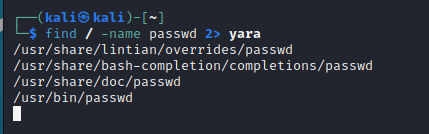 ┌──(kali㉿kali)-[~]
└─$ find / -name passwd 2> yara
/usr/share/lintian/overrides/passwd
/usr/share/bash-completion/completions/passwd
/usr/share/doc/passwd
/usr/bin/passwd